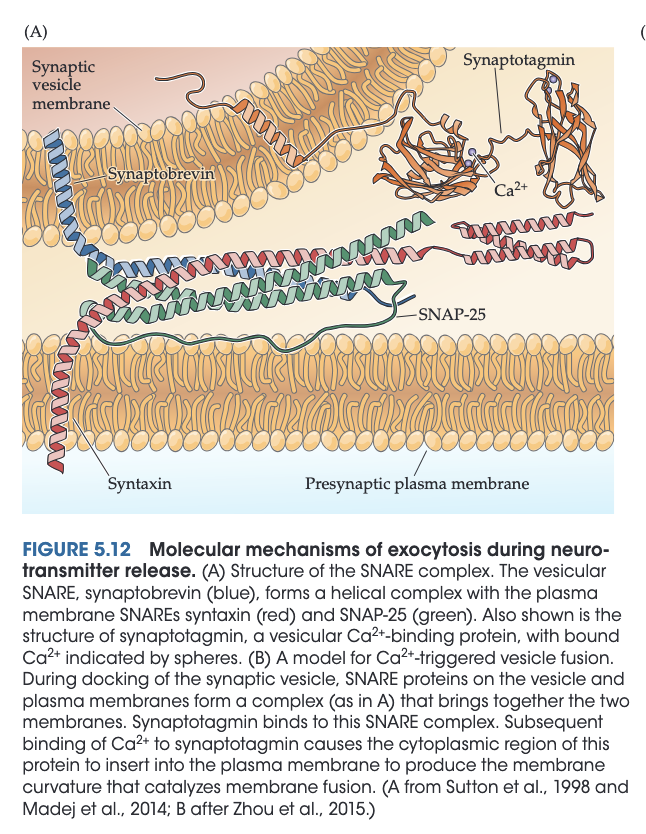 (A)
(
Synaptic
vesicle
membrane
Synaptotagmin
Synaptobrevin
Ca²⁺
SNAP-25
Syntaxin
Presynaptic plasma membrane
FIGURE 5.12 Molecular mechanisms of exocytosis during neuro-
transmitter release. (A) Structure of the SNARE complex. The vesicular
SNARE, synaptobrevin (blue), forms a helical complex with the plasma
membrane SNAREs syntaxin (red) and SNAP-25 (green). Also shown is the
structure of synaptotagmin, a vesicular Ca²⁺-binding protein, with bound
Ca²⁺ indicated by spheres. (B) A model for Ca²⁺-triggered vesicle fusion.
During docking of the synaptic vesicle, SNARE proteins on the vesicle and
plasma membranes form a complex (as in A) that brings together the two
membranes. Synaptotagmin binds to this SNARE complex. Subsequent
binding of Ca²⁺ to synaptotagmin causes the cytoplasmic region of this
protein to insert into the plasma membrane to produce the membrane
curvature that catalyzes membrane fusion. (A from Sutton et al., 1998 and
Madej et al., 2014; B after Zhou et al., 2015.)